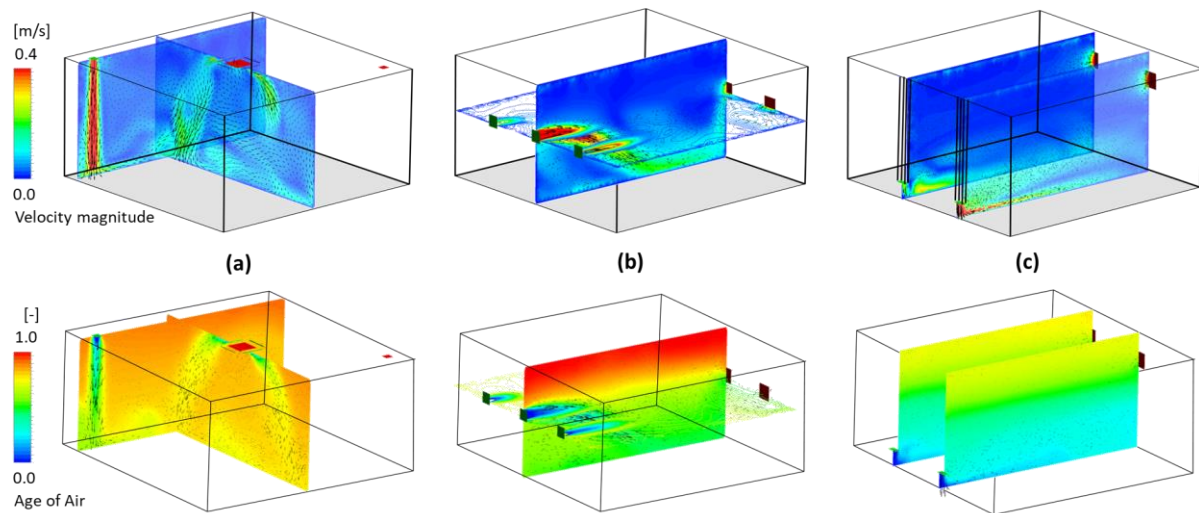 [m/s]
0.4
0.0
Velocity magnitude
(a)
(b)
(c)
[-]
1.0
0.0
Age of Air